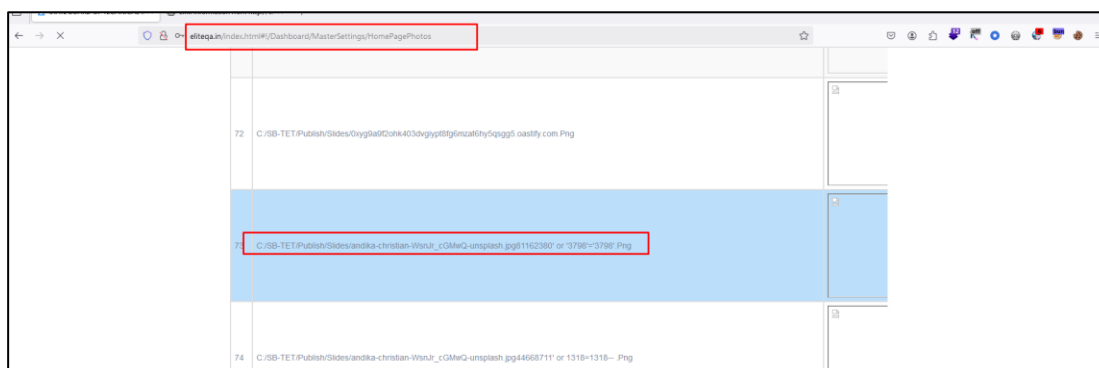 eliteqa.in/index.html#!/Dashboard/MasterSettings/HomePagePhotos
72 C:/SB-TET/Publish/Slides/0xyg9a9f2ohk403dvgiypt8fg6mzat6hy5qsgg5.oastify.com.Png
73 C:/SB-TET/Publish/Slides/andika-christian-WsnJr_cGMwQ-unsplash.jpg81162380' or '3798'='3798'.Png
74 C:/SB-TET/Publish/Slides/andika-christian-WsnJr_cGMwQ-unsplash.jpg44668711' or 1318=1318-- .Png